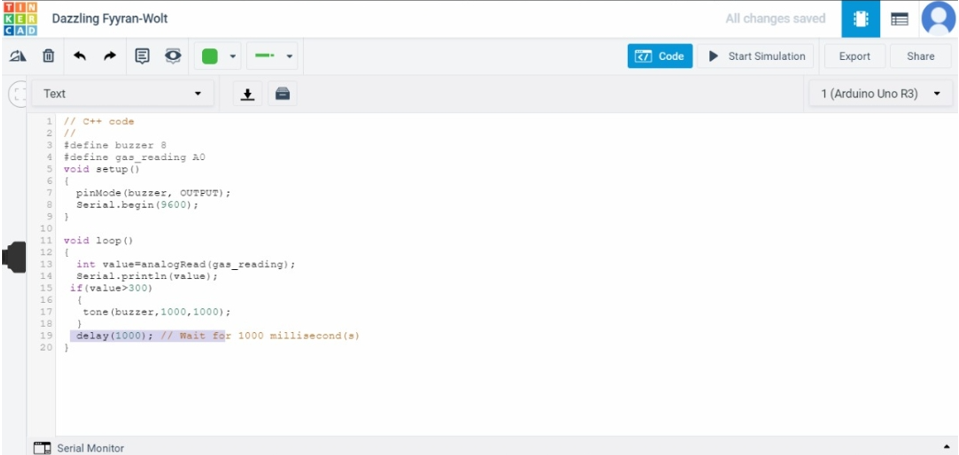 TIN
KER
CAD
Dazzling Fyyran-Wolt
All changes saved
Code
Start Simulation
Export
Share
Text
1 (Arduino Uno R3)
1 // C++ code
2 //
3 #define buzzer 8
4 #define gas_reading A0
5 void setup()
6 {
7 pinMode(buzzer, OUTPUT);
8 Serial.begin(9600);
9 }
10
11 void loop()
12 {
13 int value=analogRead(gas_reading);
14 Serial.println(value);
15 if(value>300)
16 {
17 tone(buzzer,1000,1000);
18 }
19 delay(1000); // Wait for 1000 millisecond(s)
20 }
Serial Monitor